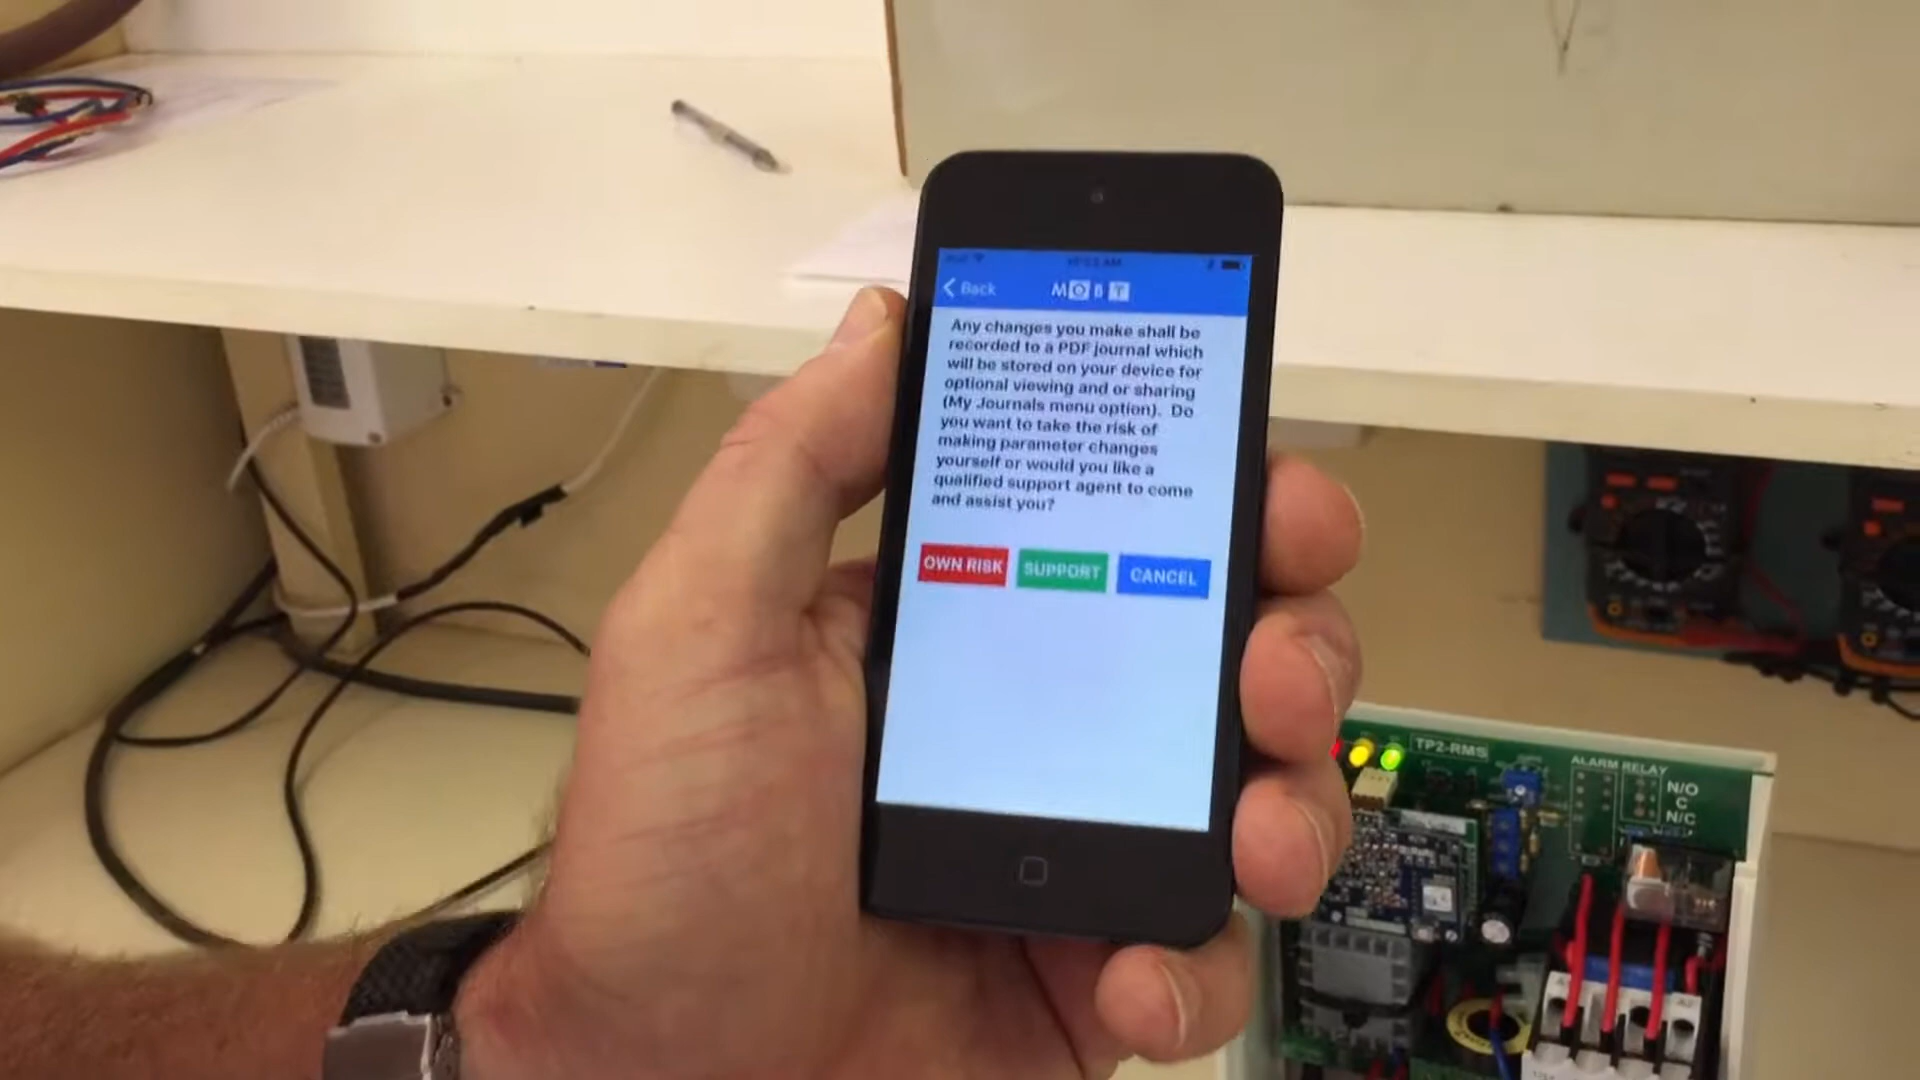 Back
MOBT
Any changes you make shall be
recorded to a PDF journal which
will be stored on your device for
optional viewing and or sharing
(My Journals menu option). Do
you want to take the risk of
making parameter changes
yourself or would you like a
qualified support agent to come
and assist you?
OWN RISK
SUPPORT
CANCEL
TP2-RMS
ALARM RELAY
N/O
C
N/C
A2